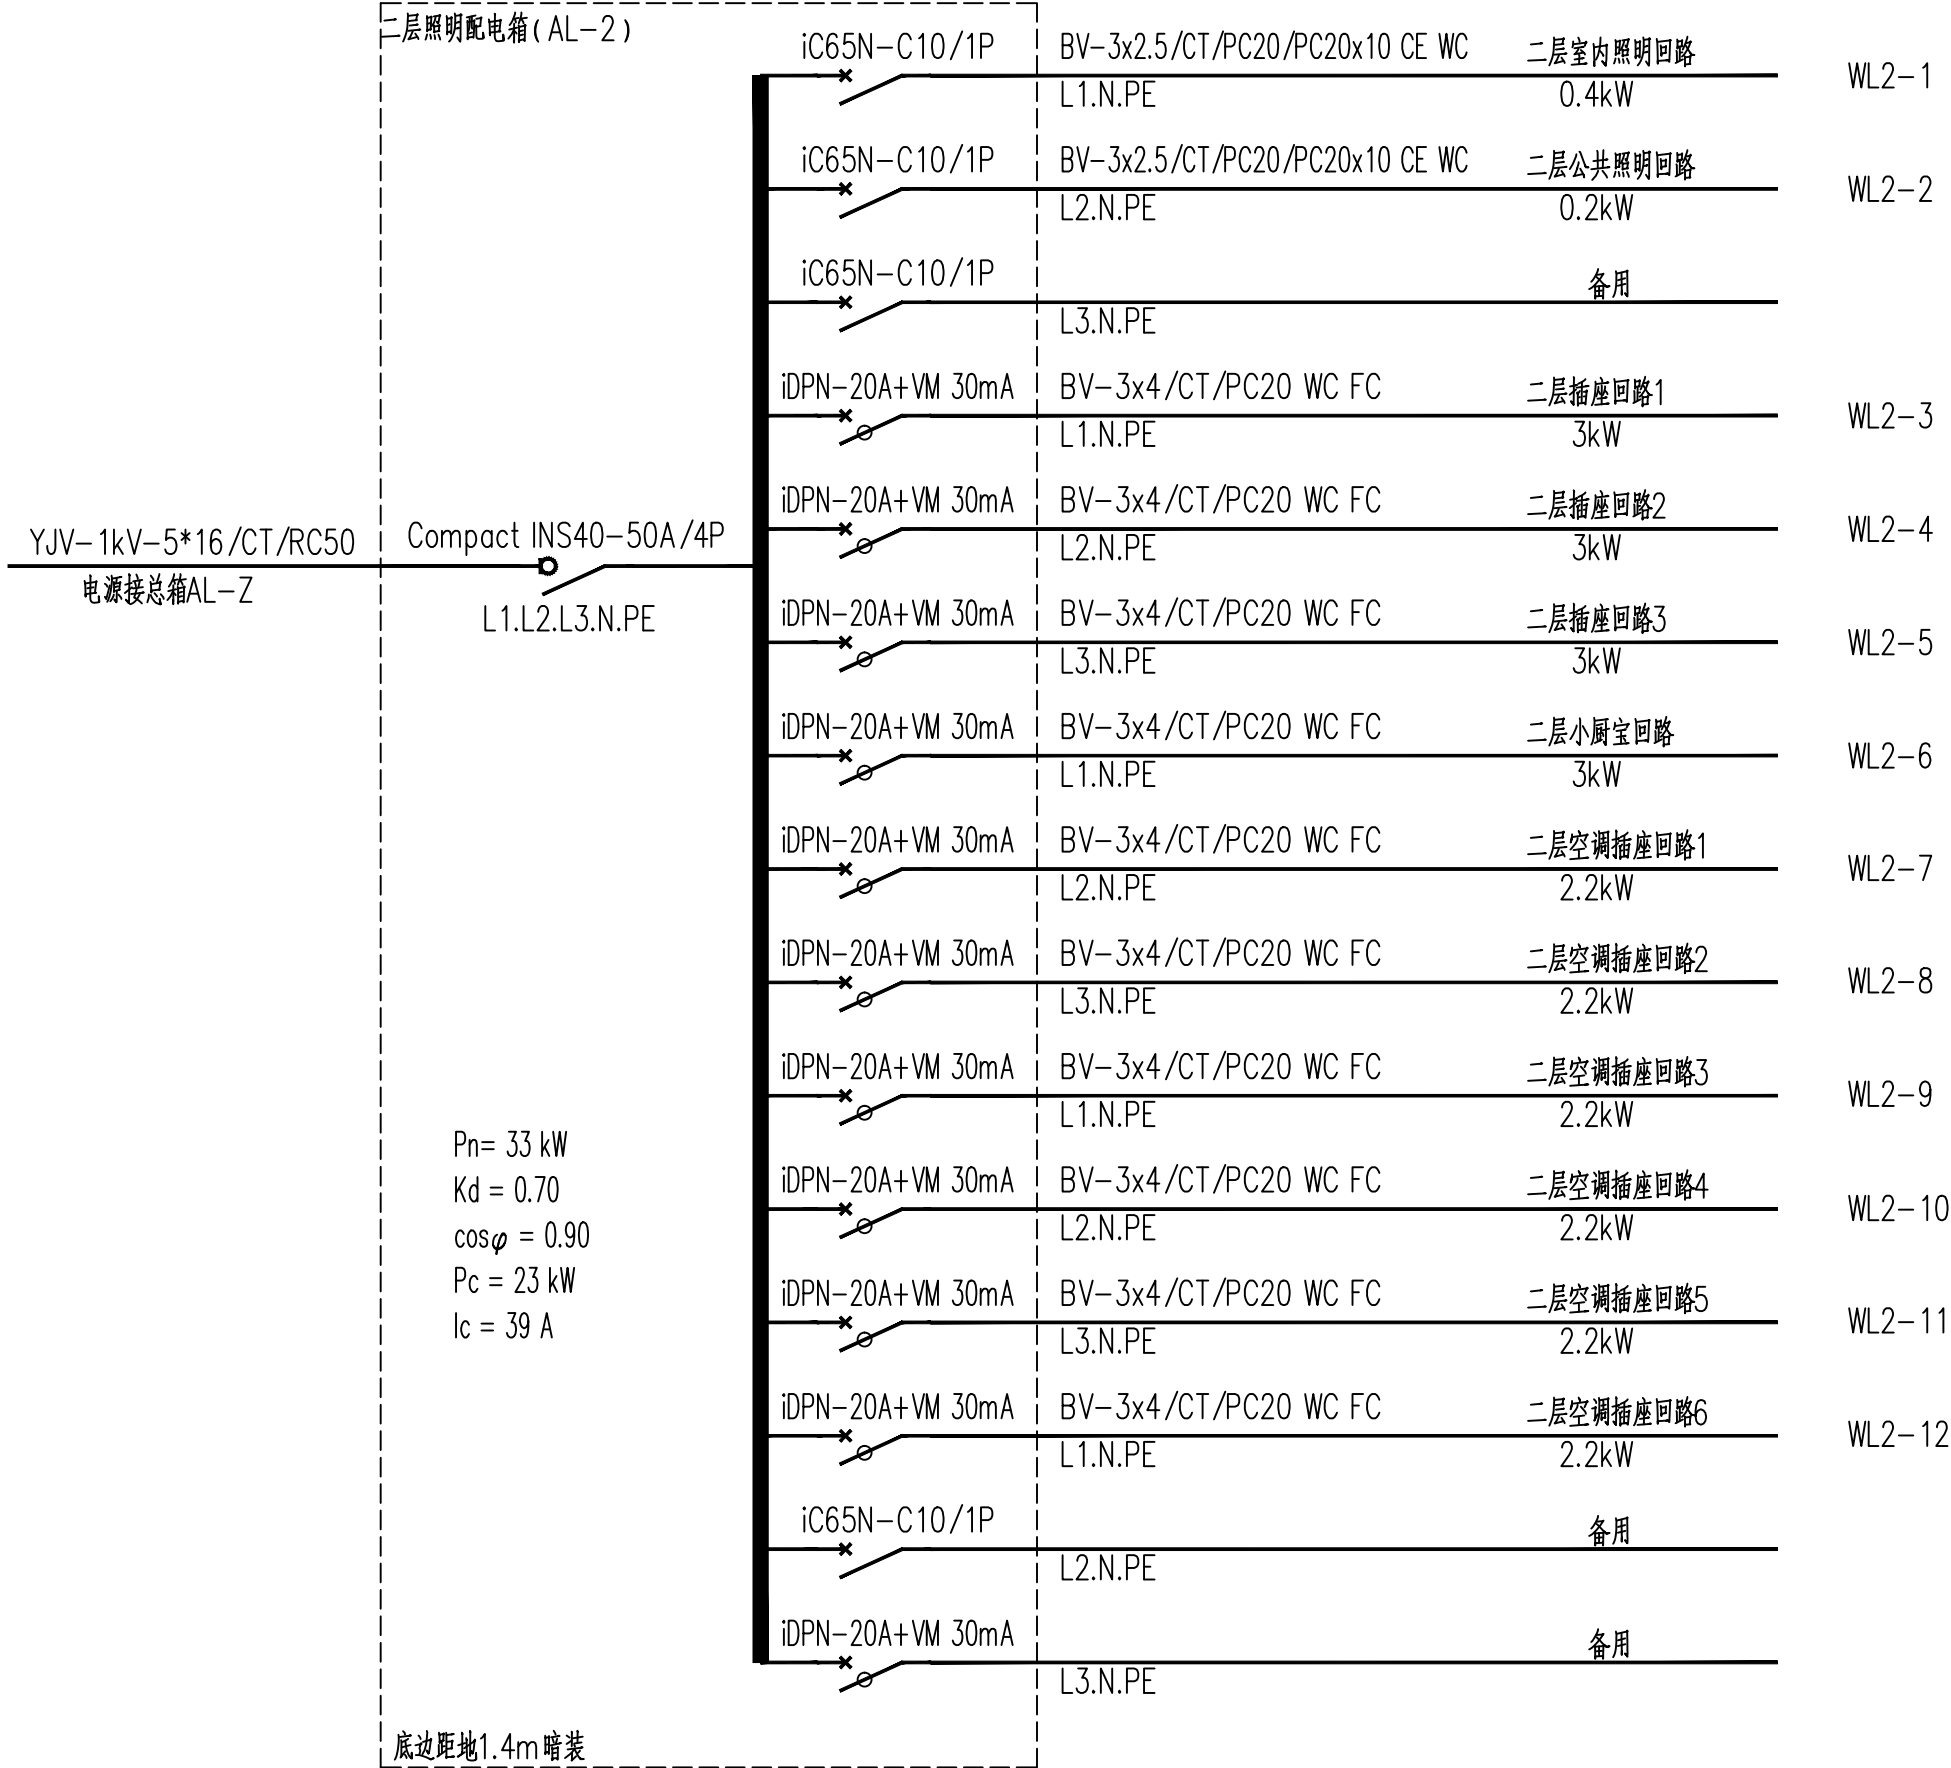 二层照明配电箱(AL-2)
iC65N-C10/1P BV-3x2.5/CT/PC20/PC20x10 CE WC 二层室内照明回路 WL2-1
L1.N.PE 0.4kW
iC65N-C10/1P BV-3x2.5/CT/PC20/PC20x10 CE WC 二层公共照明回路 WL2-2
L2.N.PE 0.2kW
iC65N-C10/1P 备用
L3.N.PE
iDPN-20A+VM 30mA BV-3x4/CT/PC20 WC FC 二层插座回路1 WL2-3
L1.N.PE 3kW
iDPN-20A+VM 30mA BV-3x4/CT/PC20 WC FC 二层插座回路2 WL2-4
L2.N.PE 3kW
YJV-1kV-5*16/CT/RC50 Compact INS40-50A/4P
电源接总箱AL-Z
L1.L2.L3.N.PE
iDPN-20A+VM 30mA BV-3x4/CT/PC20 WC FC 二层插座回路3 WL2-5
L3.N.PE 3kW
iDPN-20A+VM 30mA BV-3x4/CT/PC20 WC FC 二层小厨宝回路 WL2-6
L1.N.PE 3kW
iDPN-20A+VM 30mA BV-3x4/CT/PC20 WC FC 二层空调插座回路1 WL2-7
L2.N.PE 2.2kW
iDPN-20A+VM 30mA BV-3x4/CT/PC20 WC FC 二层空调插座回路2 WL2-8
L3.N.PE 2.2kW
iDPN-20A+VM 30mA BV-3x4/CT/PC20 WC FC 二层空调插座回路3 WL2-9
L1.N.PE 2.2kW
Pn= 33 kW
Kd = 0.70
cosφ = 0.90
Pc = 23 kW
Ic = 39 A
iDPN-20A+VM 30mA BV-3x4/CT/PC20 WC FC 二层空调插座回路4 WL2-10
L2.N.PE 2.2kW
iDPN-20A+VM 30mA BV-3x4/CT/PC20 WC FC 二层空调插座回路5 WL2-11
L3.N.PE 2.2kW
iDPN-20A+VM 30mA BV-3x4/CT/PC20 WC FC 二层空调插座回路6 WL2-12
L1.N.PE 2.2kW
iC65N-C10/1P 备用
L2.N.PE
iDPN-20A+VM 30mA 备用
L3.N.PE
底边距地1.4m暗装